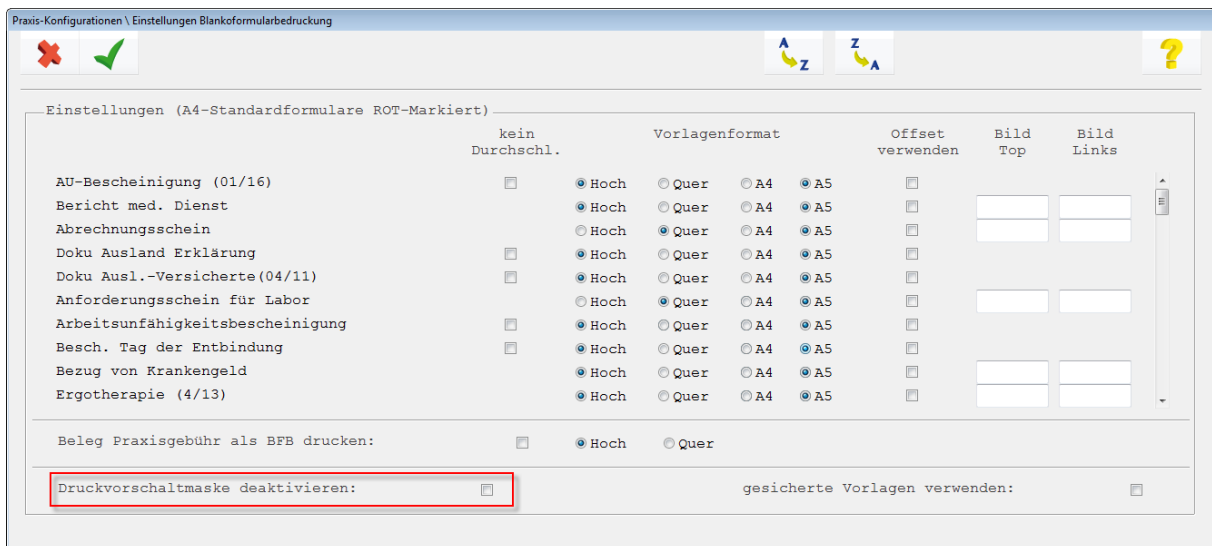 Praxis-Konfigurationen \ Einstellungen Blankoformularbedruckung
A Z Z A ?
Einstellungen (A4-Standardformulare ROT-Markiert)
kein Vorlagenformat Offset Bild Bild
Durchschl. verwenden Top Links
AU-Bescheinigung (01/16) Hoch Quer A4 A5
Bericht med. Dienst Hoch Quer A4 A5
Abrechnungsschein Hoch Quer A4 A5
Doku Ausland Erklärung Hoch Quer A4 A5
Doku Ausl.-Versicherte(04/11) Hoch Quer A4 A5
Anforderungsschein für Labor Hoch Quer A4 A5
Arbeitsunfähigkeitsbescheinigung Hoch Quer A4 A5
Besch. Tag der Entbindung Hoch Quer A4 A5
Bezug von Krankengeld Hoch Quer A4 A5
Ergotherapie (4/13) Hoch Quer A4 A5
Beleg Praxisgebühr als BFB drucken: Hoch Quer
Druckvorschaltmaske deaktivieren: gesicherte Vorlagen verwenden: